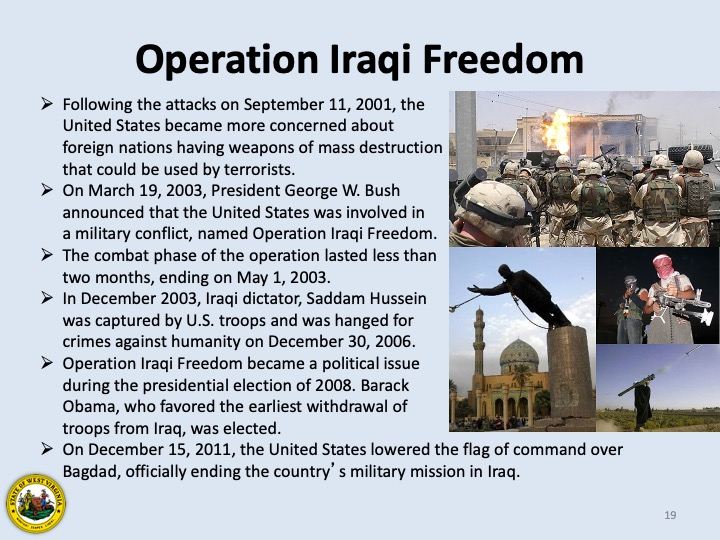 Operation Iraqi Freedom
➢ Following the attacks on September 11, 2001, the
United States became more concerned about
foreign nations having weapons of mass destruction
that could be used by terrorists.
➢ On March 19, 2003, President George W. Bush
announced that the United States was involved in
a military conflict, named Operation Iraqi Freedom.
➢ The combat phase of the operation lasted less than
two months, ending on May 1, 2003.
➢ In December 2003, Iraqi dictator, Saddam Hussein
was captured by U.S. troops and was hanged for
crimes against humanity on December 30, 2006.
➢ Operation Iraqi Freedom became a political issue
during the presidential election of 2008. Barack
Obama, who favored the earliest withdrawal of
troops from Iraq, was elected.
➢ On December 15, 2011, the United States lowered the flag of command over
Bagdad, officially ending the country’s military mission in Iraq.
STATE OF WEST VIRGINIA
19